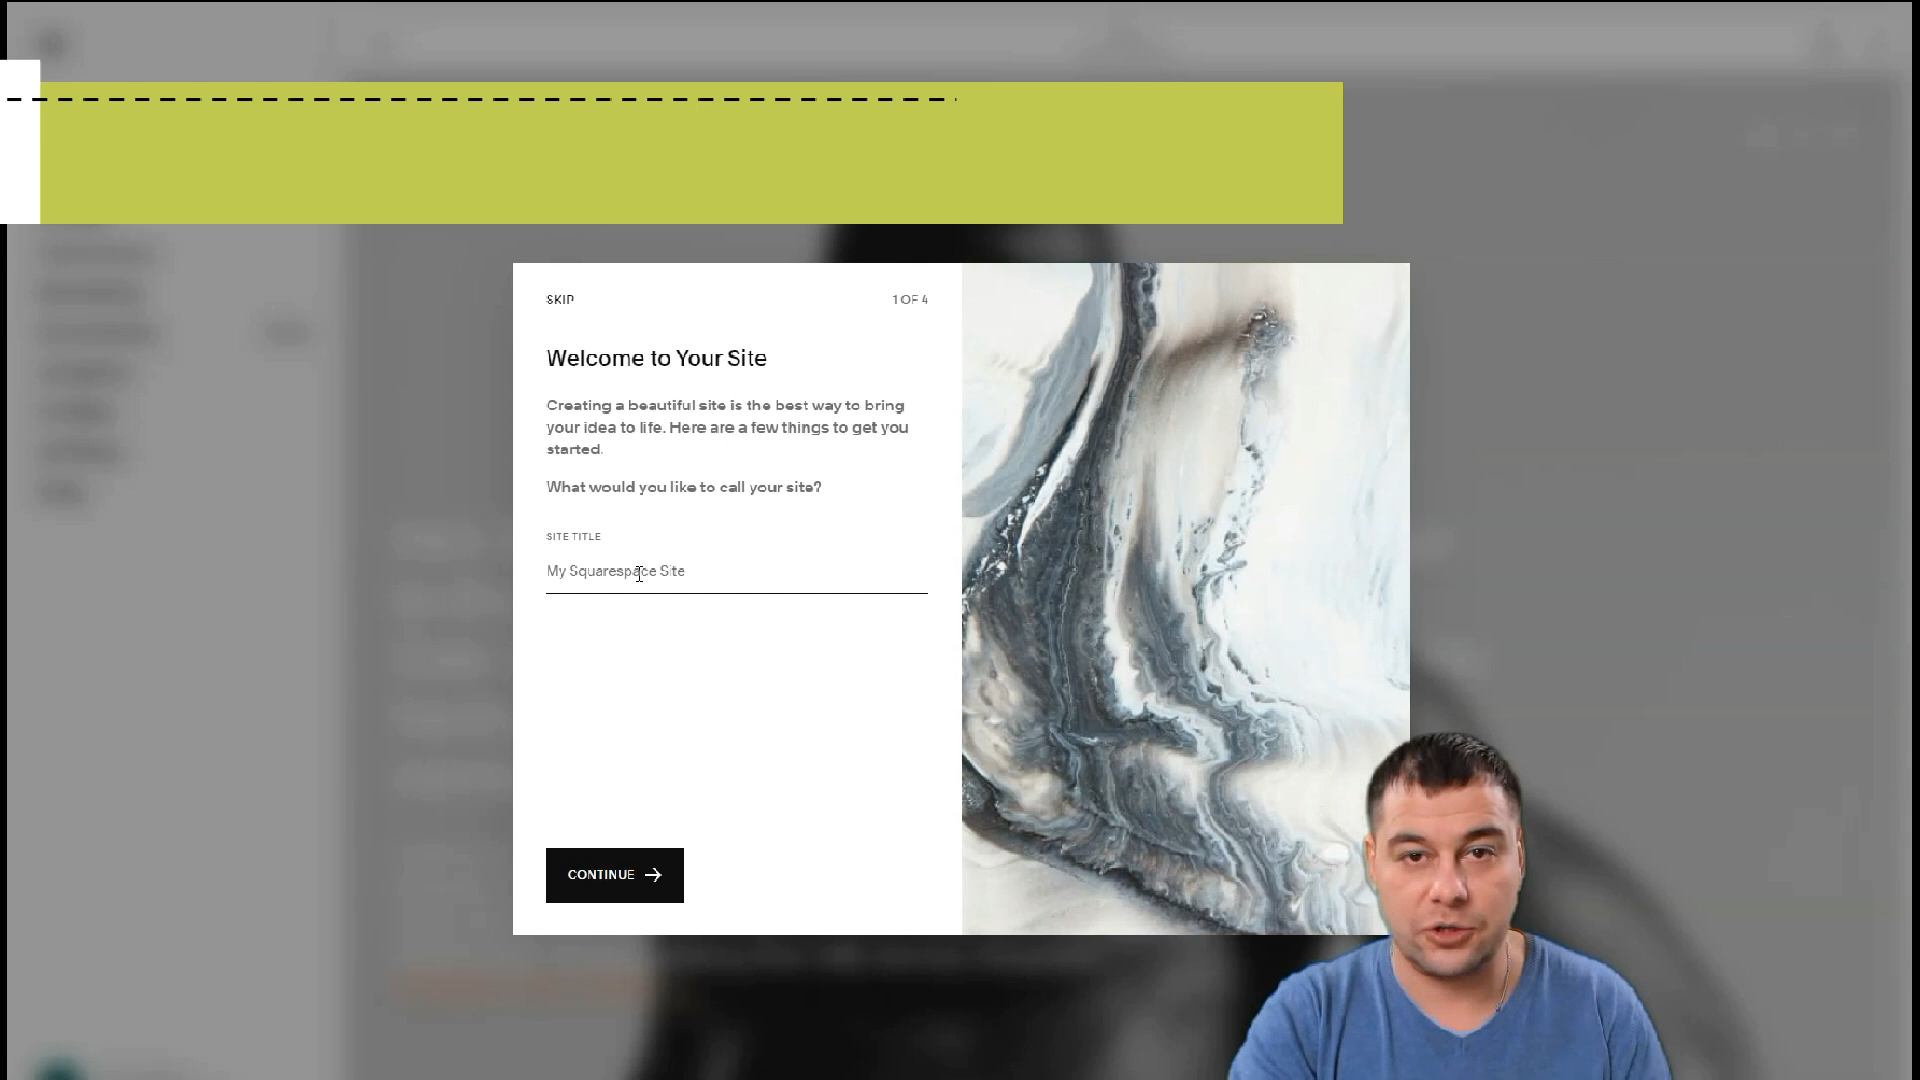 SKIP
1 OF 4
Welcome to Your Site
Creating a beautiful site is the best way to bring
your idea to life. Here are a few things to get you
started.
What would you like to call your site?
SITE TITLE
My Squarespace Site
CONTINUE